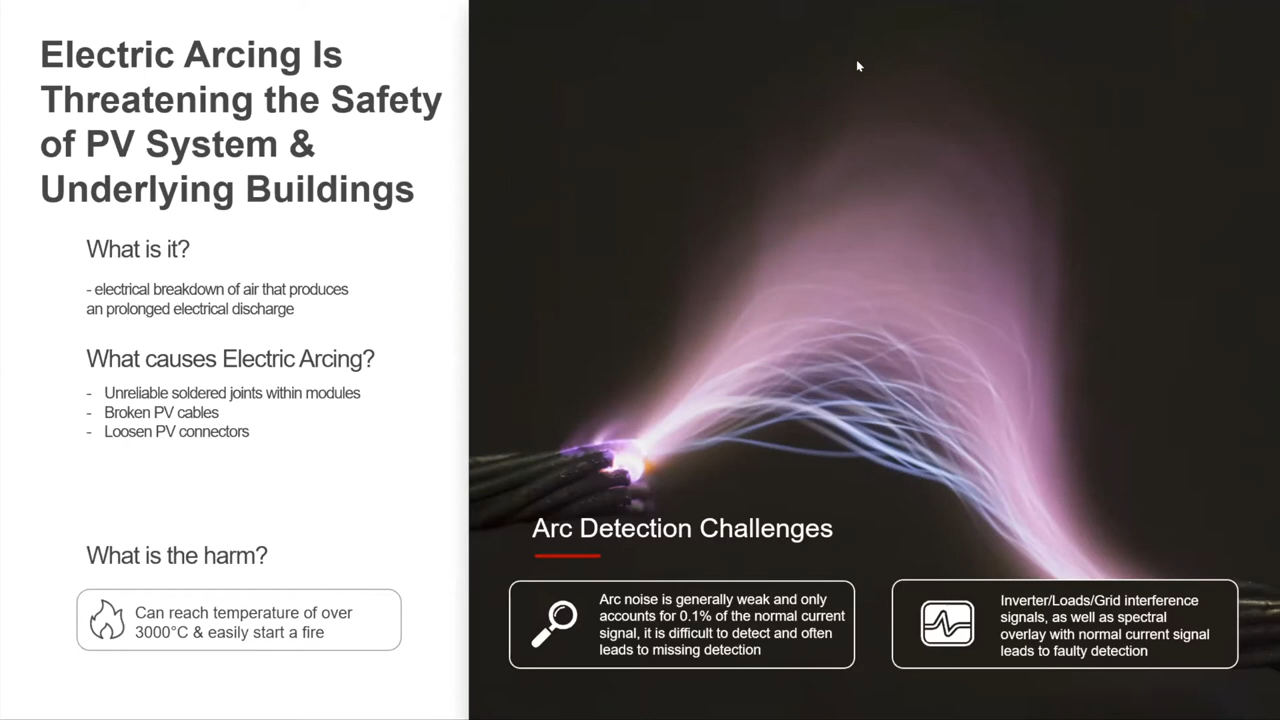 Electric Arcing Is
Threatening the Safety
of PV System &
Underlying Buildings
What is it?
- electrical breakdown of air that produces
an prolonged electrical discharge
What causes Electric Arcing?
- Unreliable soldered joints within modules
- Broken PV cables
- Loosen PV connectors
What is the harm?
Can reach temperature of over
3000°C & easily start a fire
Arc Detection Challenges
Arc noise is generally weak and only
accounts for 0.1% of the normal current
signal, it is difficult to detect and often
leads to missing detection
Inverter/Loads/Grid interference
signals, as well as spectral
overlay with normal current signal
leads to faulty detection